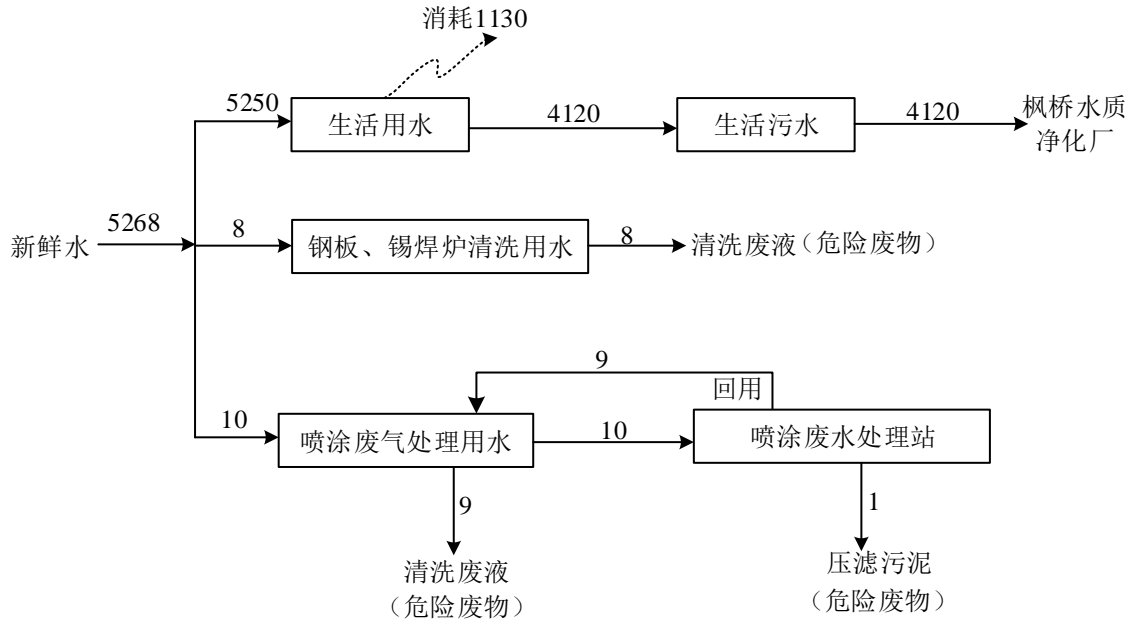 消耗1130
5250
生活用水
4120
生活污水
4120
枫桥水质
净化厂
新鲜水
5268
8
钢板、锡焊炉清洗用水
8
清洗废液（危险废物）
9
回用
10
喷涂废气处理用水
10
喷涂废水处理站
9
1
清洗废液
（危险废物）
压滤污泥
（危险废物）